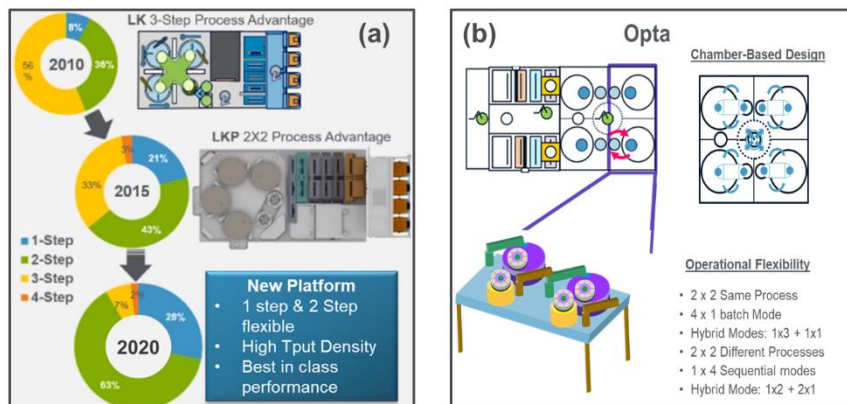 LK 3-Step Process Advantage
(a)
8%
56
%
2010
36%
LKP 2X2 Process Advantage
3%
21%
33%
2015
43%
1-Step
2-Step
3-Step
4-Step
2%
7%
28%
2020
63%
New Platform
• 1 step & 2 Step
flexible
• High Tput Density
• Best in class
performance
(b)
Opta
Chamber-Based Design
Operational Flexibility
• 2 x 2 Same Process
• 4 x 1 batch Mode
• Hybrid Modes: 1x3 + 1x1
• 2 x 2 Different Processes
• 1 x 4 Sequential modes
• Hybrid Mode: 1x2 + 2x1